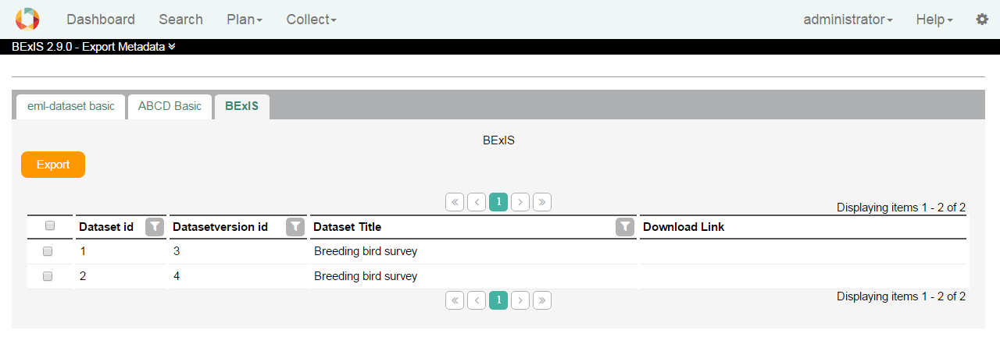 Dashboard Search Plan Collect administrator Help
BExIS 2.9.0 - Export Metadata
eml-dataset basic ABCD Basic BExIS
BExIS
Export
1
Displaying items 1 - 2 of 2
Dataset id Datasetversion id Dataset Title Download Link
1 3 Breeding bird survey
2 4 Breeding bird survey
1
Displaying items 1 - 2 of 2